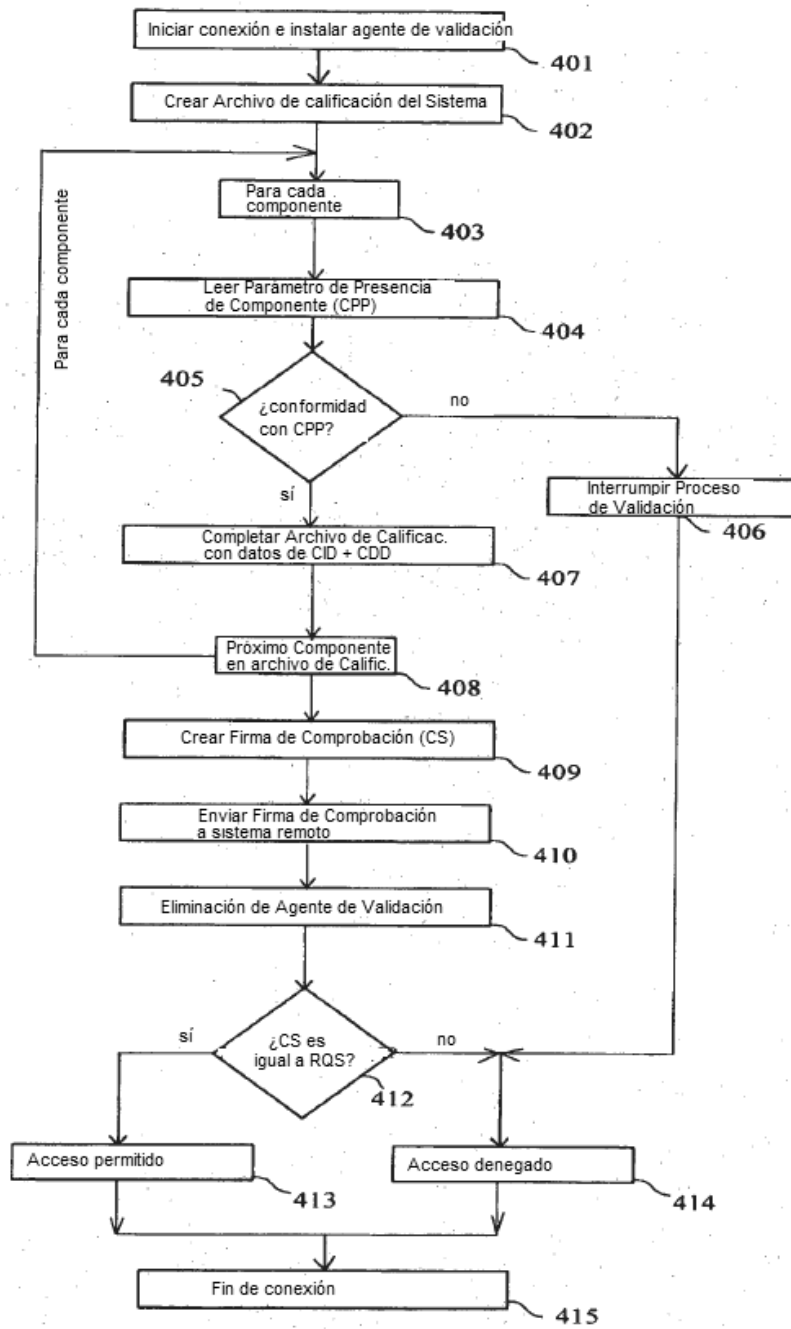 Iniciar conexión e instalar agente de validación
401
Crear Archivo de calificación del Sistema
402
Para cada componente
Para cada
componente
403
Leer Parámetro de Presencia
de Componente (CPP)
404
405
¿conformidad
con CPP?
no
sí
Interrumpir Proceso
de Validación
406
Completar Archivo de Calificac.
con datos de CID + CDD
407
Próximo Componente
en archivo de Calific.
408
Crear Firma de Comprobación (CS)
409
Enviar Firma de Comprobación
a sistema remoto
410
Eliminación de Agente de Validación
411
sí
¿CS es
igual a RQS?
no
412
Acceso permitido
413
Acceso denegado
414
Fin de conexión
415